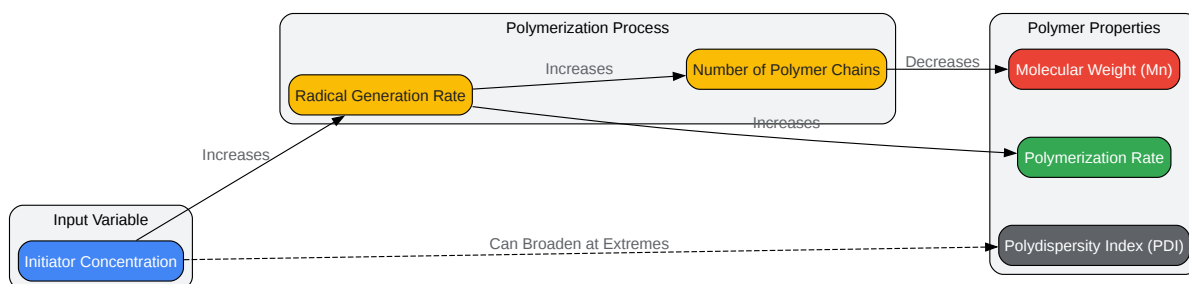 Polymerization Process
Polymer Properties
Increases
Number of Polymer Chains
Decreases
Molecular Weight (Mn)
Radical Generation Rate
Increases
Increases
Polymerization Rate
Input Variable
Initiator Concentration
Can Broaden at Extremes
Polydispersity Index (PDI)